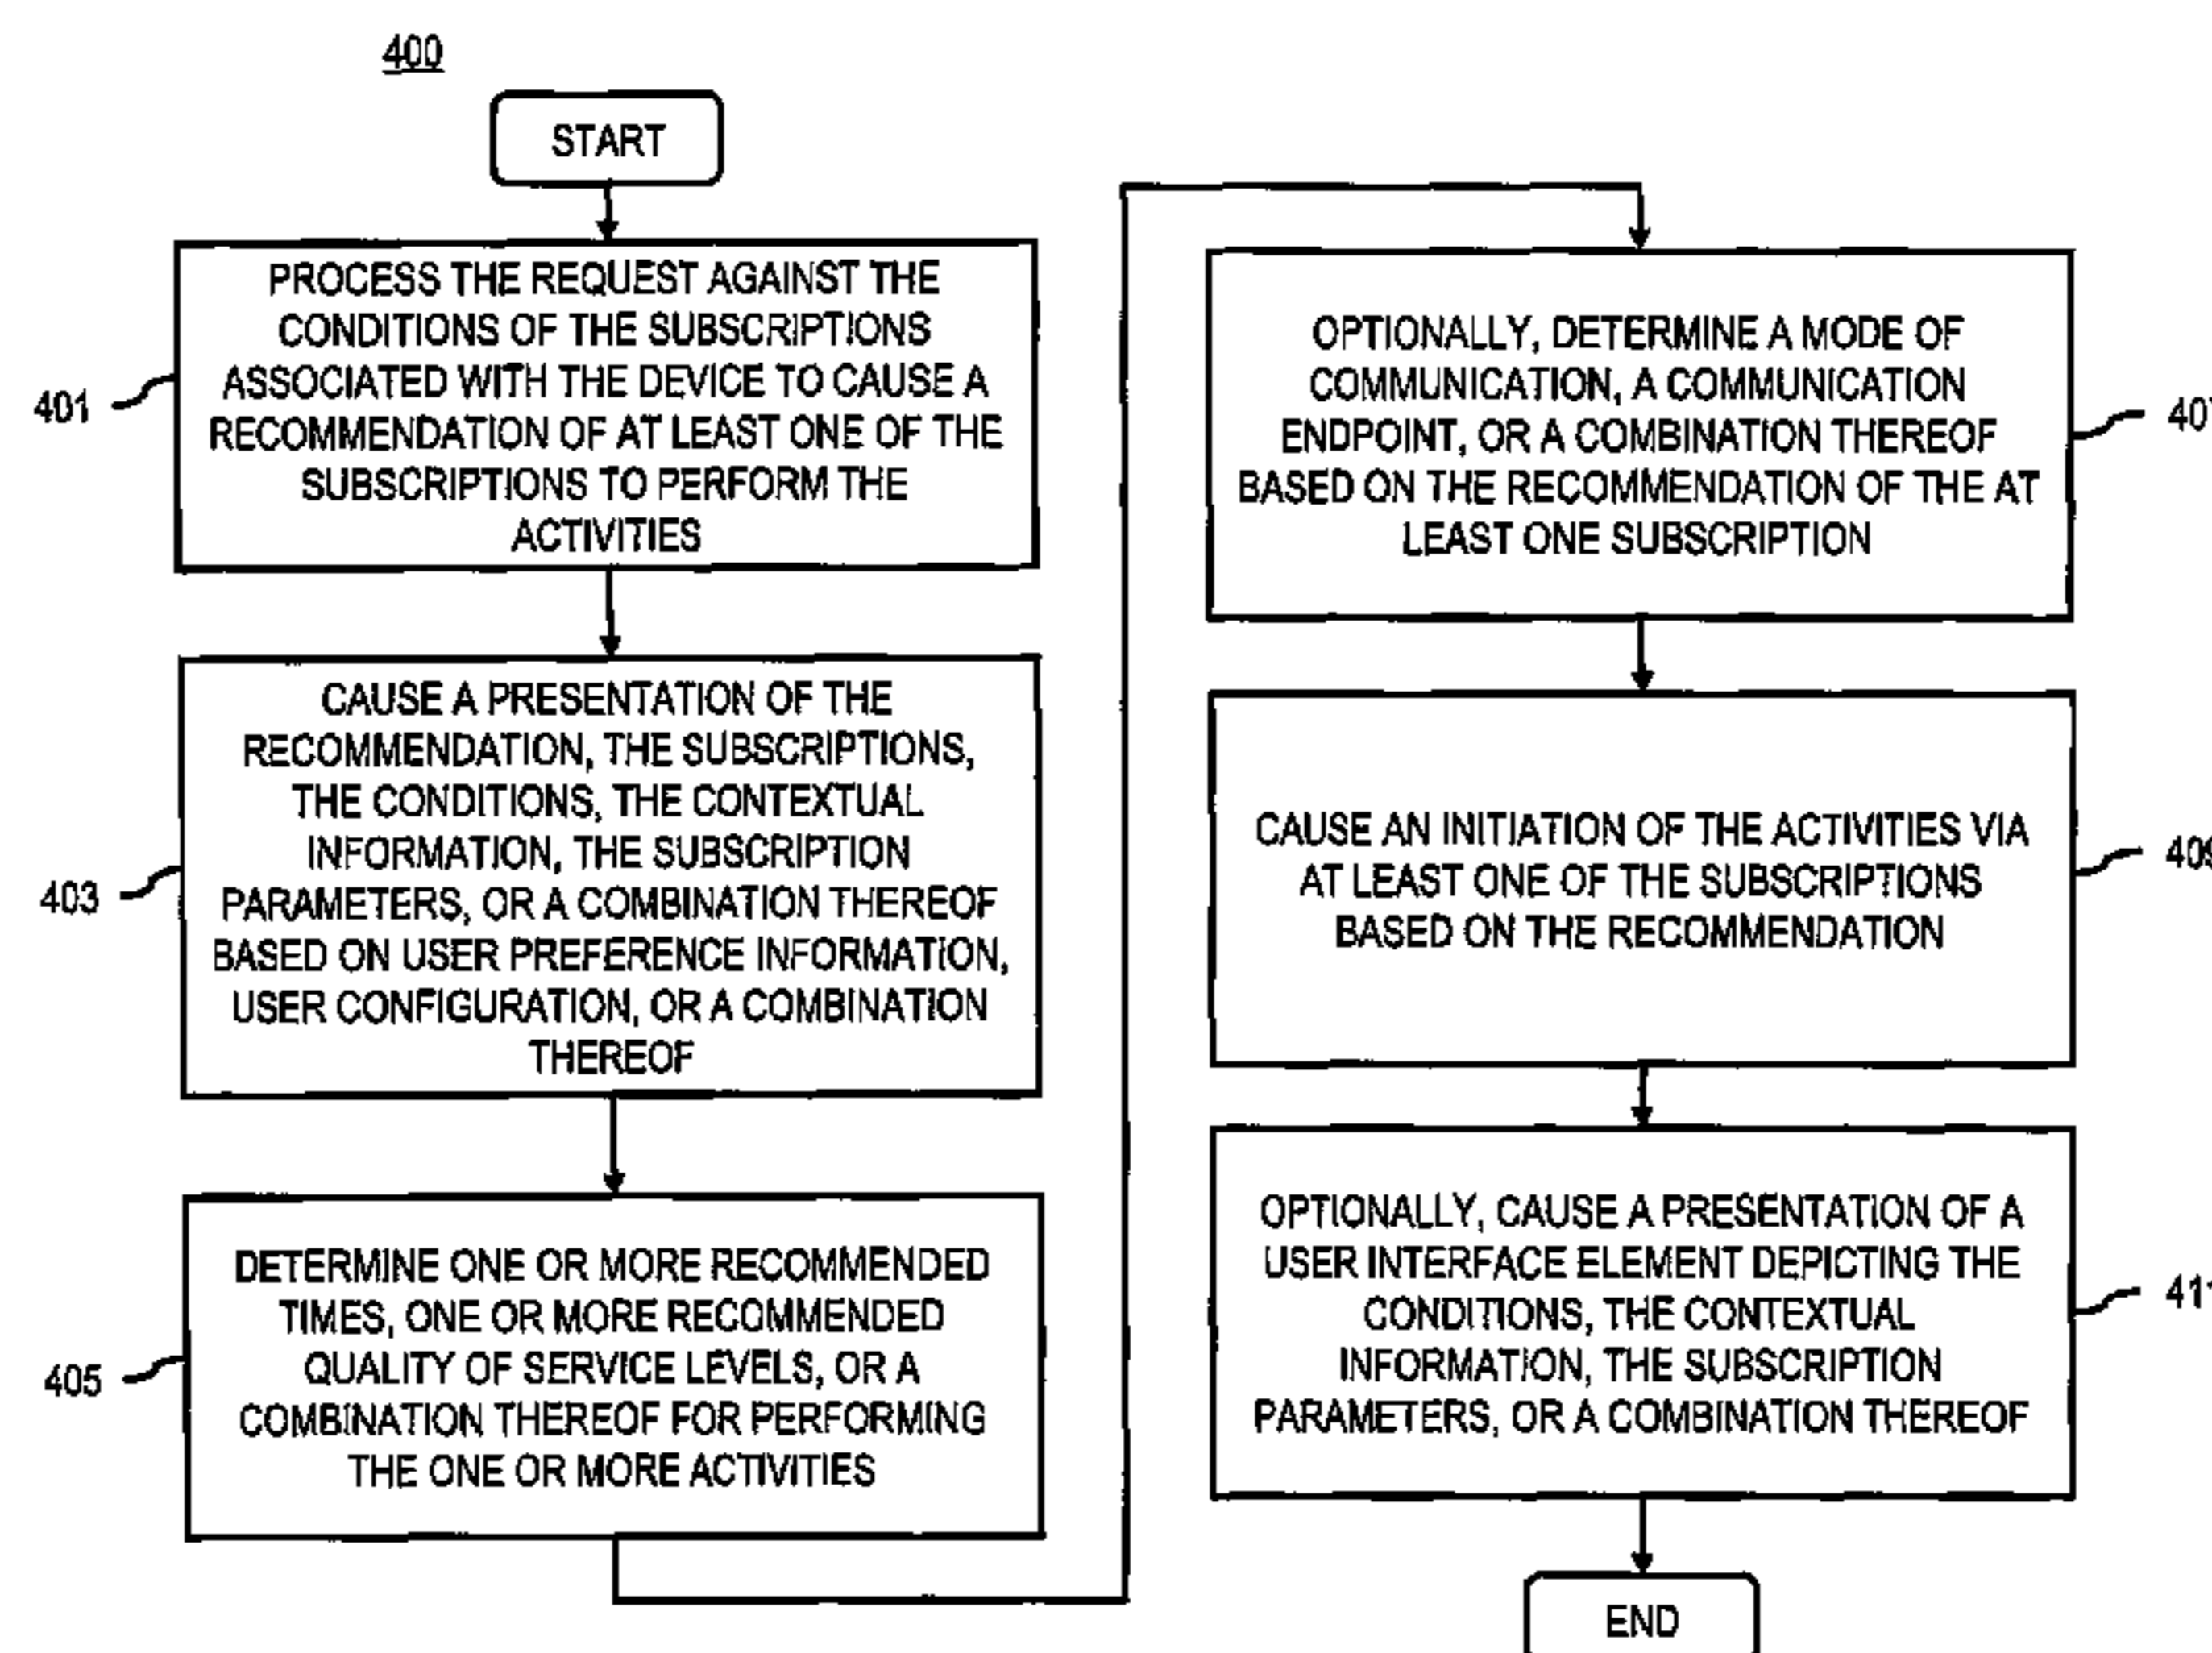 400
START
PROCESS THE REQUEST AGAINST THE
CONDITIONS OF THE SUBSCRIPTIONS
ASSOCIATED WITH THE DEVICE TO CAUSE A
RECOMMENDATION OF AT LEAST ONE OF THE
SUBSCRIPTIONS TO PERFORM THE
ACTIVITIES
401
CAUSE A PRESENTATION OF THE
RECOMMENDATION, THE SUBSCRIPTIONS,
THE CONDITIONS, THE CONTEXTUAL
INFORMATION, THE SUBSCRIPTION
PARAMETERS, OR A COMBINATION THEREOF
BASED ON USER PREFERENCE INFORMATION,
USER CONFIGURATION, OR A COMBINATION
THEREOF
403
DETERMINE ONE OR MORE RECOMMENDED
TIMES, ONE OR MORE RECOMMENDED
QUALITY OF SERVICE LEVELS, OR A
COMBINATION THEREOF FOR PERFORMING
THE ONE OR MORE ACTIVITIES
405
OPTIONALLY, DETERMINE A MODE OF
COMMUNICATION, A COMMUNICATION
ENDPOINT, OR A COMBINATION THEREOF
BASED ON THE RECOMMENDATION OF THE AT
LEAST ONE SUBSCRIPTION
407
CAUSE AN INITIATION OF THE ACTIVITIES VIA
AT LEAST ONE OF THE SUBSCRIPTIONS
BASED ON THE RECOMMENDATION
409
OPTIONALLY, CAUSE A PRESENTATION OF A
USER INTERFACE ELEMENT DEPICTING THE
CONDITIONS, THE CONTEXTUAL
INFORMATION, THE SUBSCRIPTION
PARAMETERS, OR A COMBINATION THEREOF
411
END